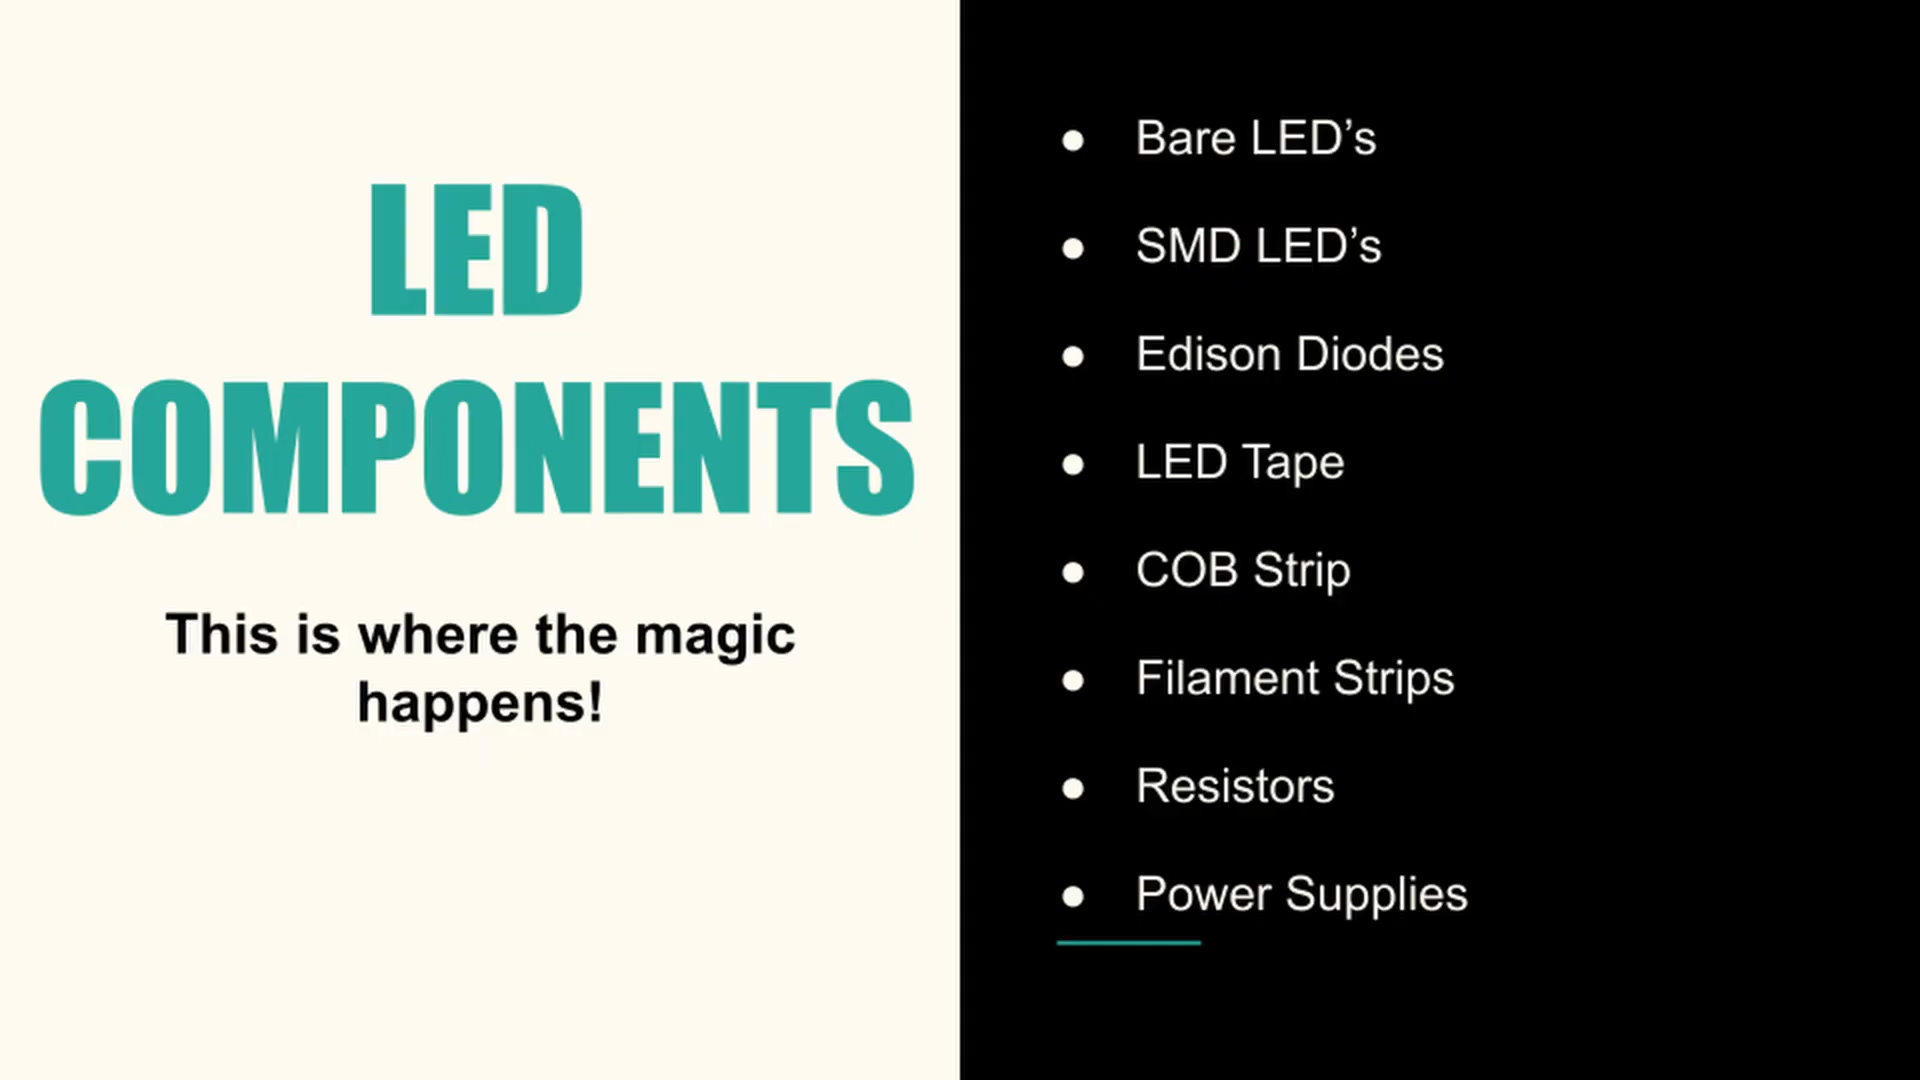 LED
COMPONENTS
This is where the magic
happens!
● Bare LED’s
● SMD LED’s
● Edison Diodes
● LED Tape
● COB Strip
● Filament Strips
● Resistors
● Power Supplies